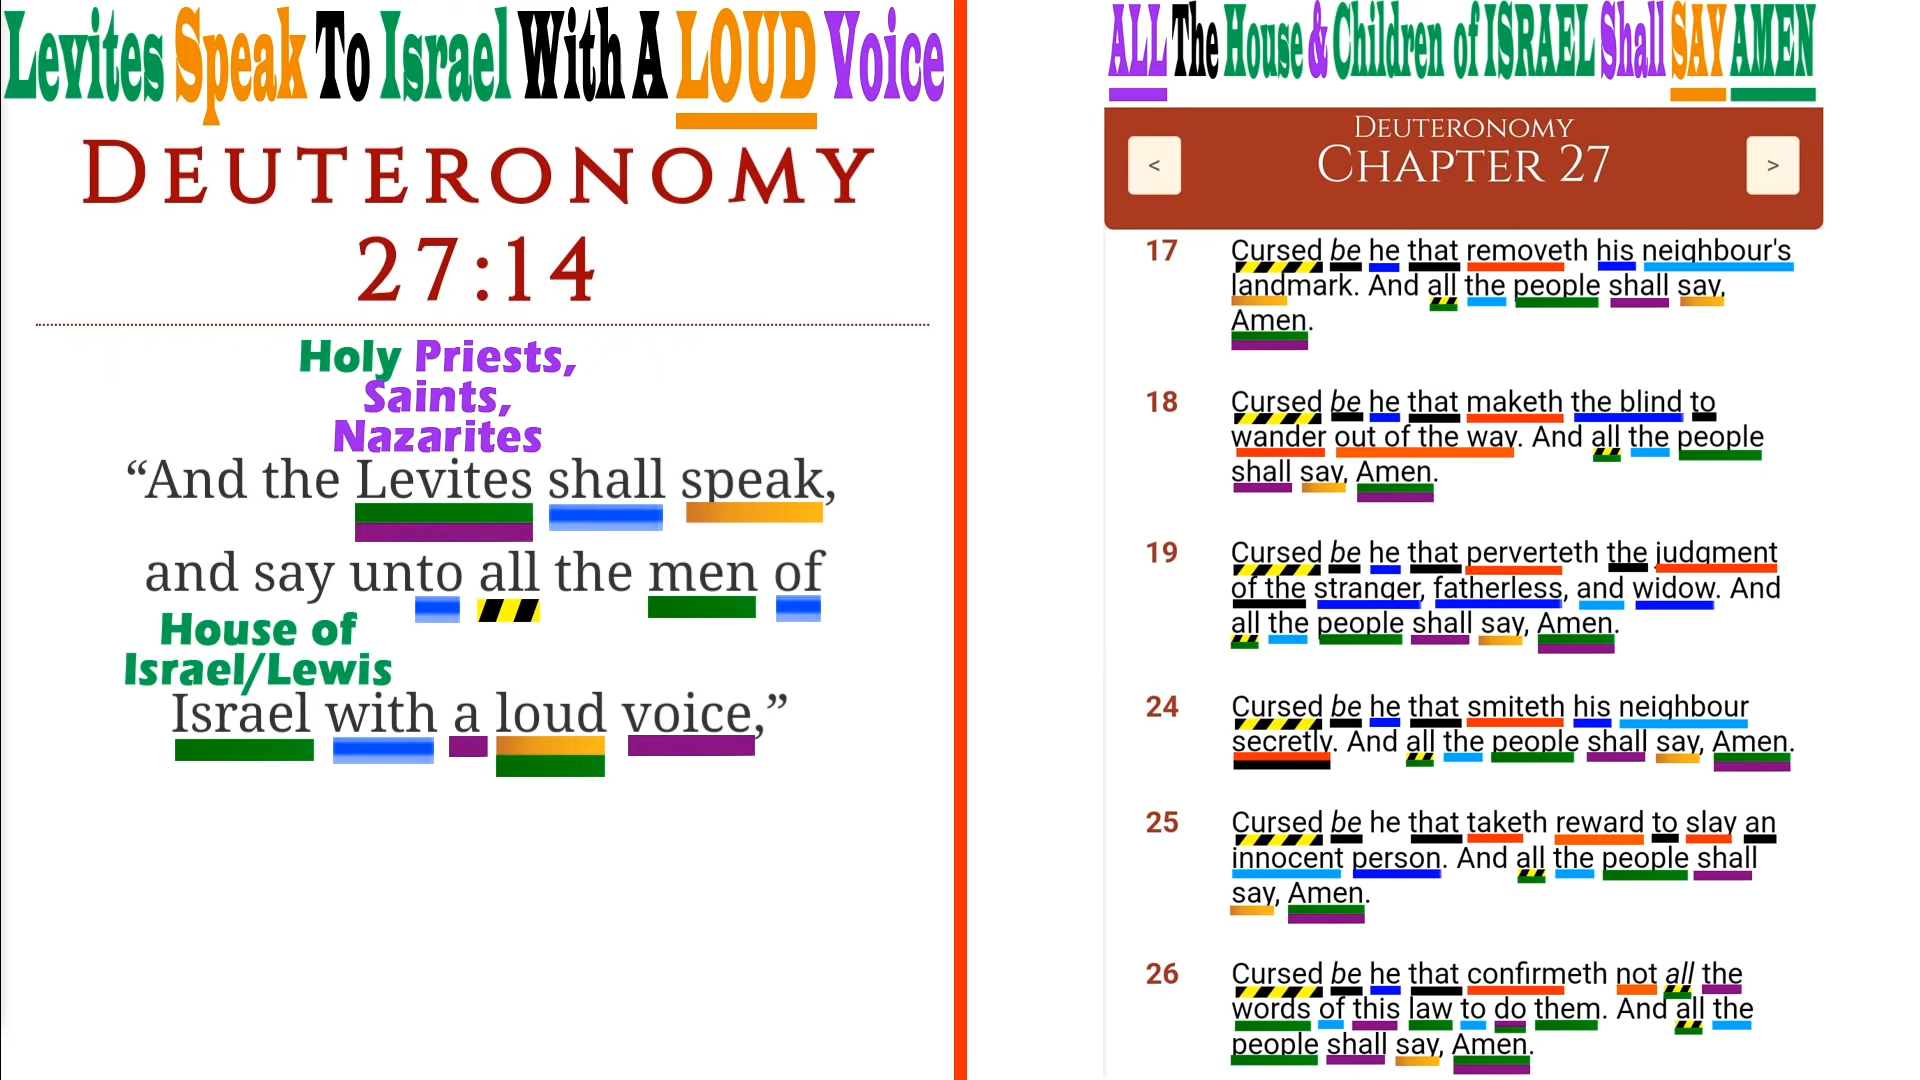 Levites Speak To Israel With A LOUD Voice
DEUTERONOMY
27:14
Holy Priests,
Saints,
Nazarites
“And the Levites shall speak,
and say unto all the men of
House of
Israel/Lewis
Israel with a loud voice,”
ALL The House & Children of ISRAEL Shall SAY AMEN
DEUTERONOMY
< CHAPTER 27 >
17 Cursed be he that removeth his neighbour's
landmark. And all the people shall say,
Amen.
18 Cursed be he that maketh the blind to
wander out of the way. And all the people
shall say, Amen.
19 Cursed be he that perverteth the judgment
of the stranger, fatherless, and widow. And
all the people shall say, Amen.
24 Cursed be he that smiteth his neighbour
secretly. And all the people shall say, Amen.
25 Cursed be he that taketh reward to slay an
innocent person. And all the people shall
say, Amen.
26 Cursed be he that confirmeth not all the
words of this law to do them. And all the
people shall say, Amen.